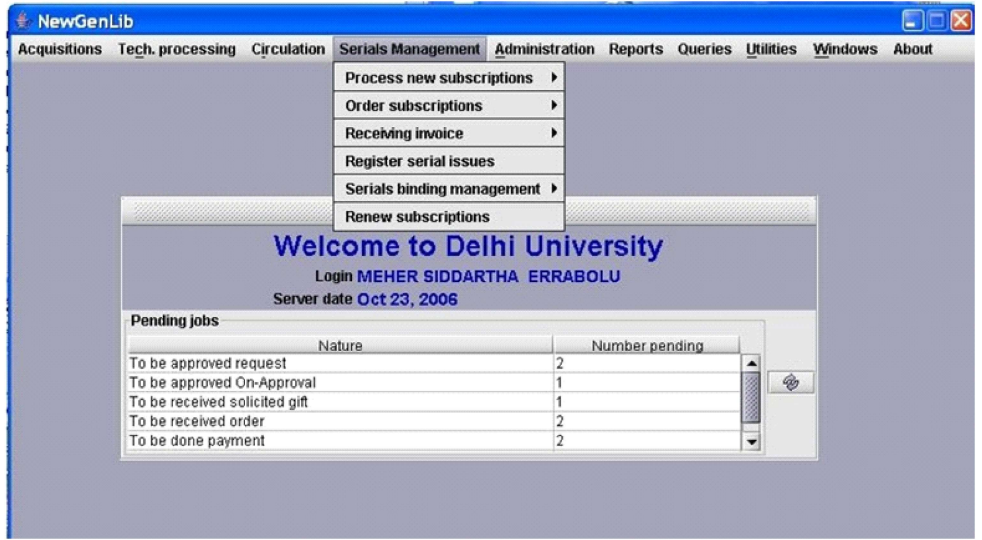 NewGenLib
Acquisitions Tech. processing Circulation Serials Management Administration Reports Queries Utilities Windows About
Process new subscriptions
Order subscriptions
Receiving invoice
Register serial issues
Serials binding management
Renew subscriptions
Welcome to Delhi University
Login MEHER SIDDARTHA ERRABOLU
Server date Oct 23, 2006
Pending jobs
Nature Number pending
To be approved request 2
To be approved On-Approval 1
To be received solicited gift 1
To be received order 2
To be done payment 2